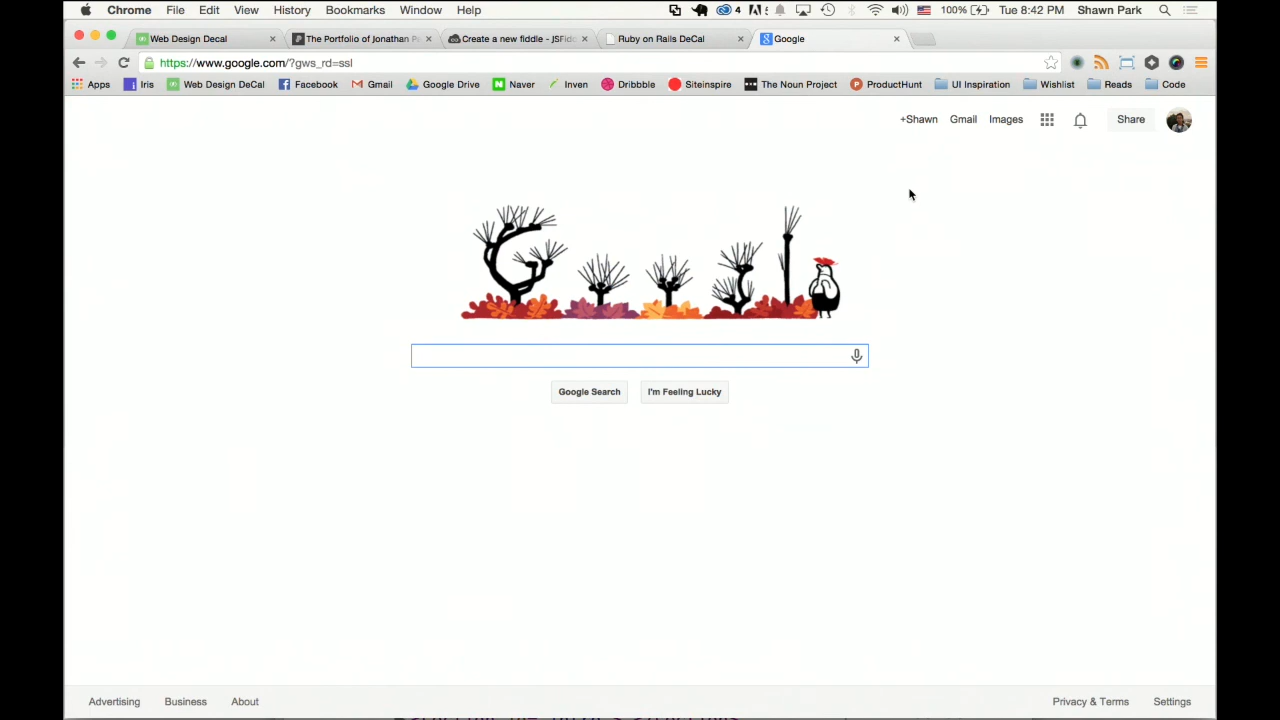 Chrome File Edit View History Bookmarks Window Help 4 100% Tue 8:42 PM Shawn Park
Web Design Decal The Portfolio of Jonathan Create a new fiddle - JSFidd Ruby on Rails DeCal Google
https://www.google.com/?gws_rd=ssl
Apps Iris Web Design DeCal Facebook Gmail Google Drive Naver Inven Dribbble Siteinspire The Noun Project ProductHunt UI Inspiration Wishlist Reads Code
+Shawn Gmail Images Share
Google Search I'm Feeling Lucky
Advertising Business About Privacy & Terms Settings